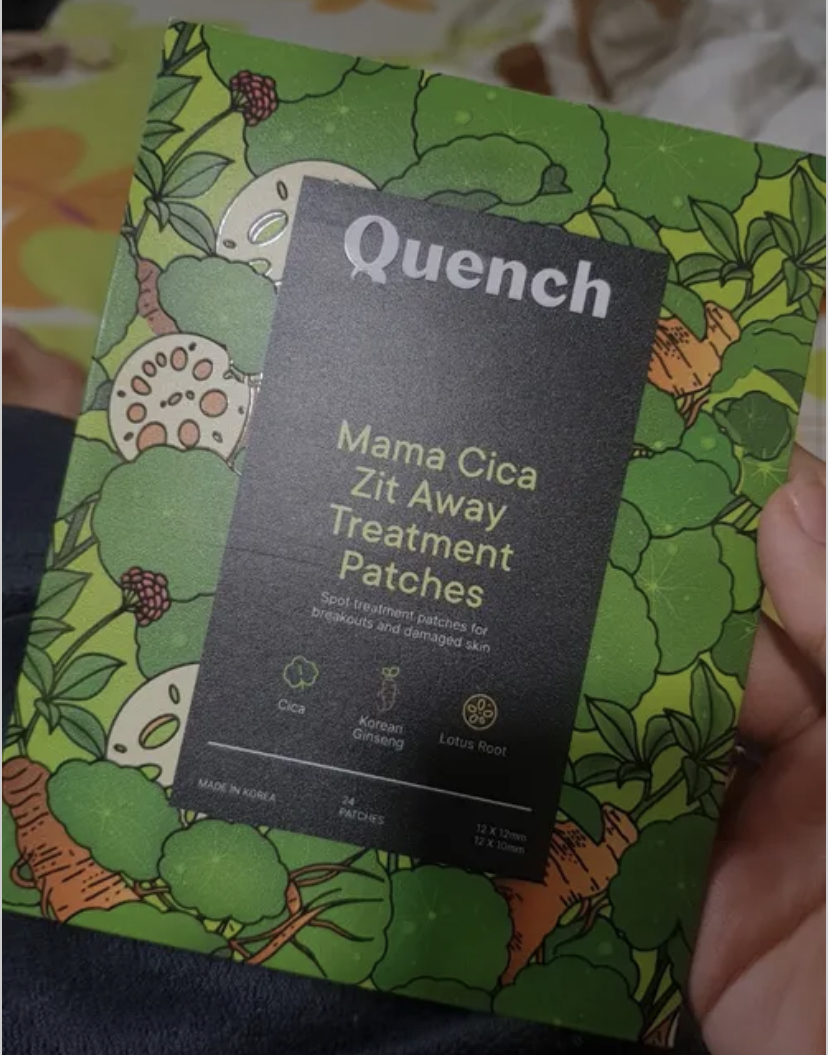 Quench
Mama Cica
Zit Away
Treatment
Patches
Spot treatment patches for
breakouts and damaged skin
Cica
Korean
Ginseng
Lotus Root
MADE IN KOREA
24
PATCHES
12 X 12mm
12 X 10mm